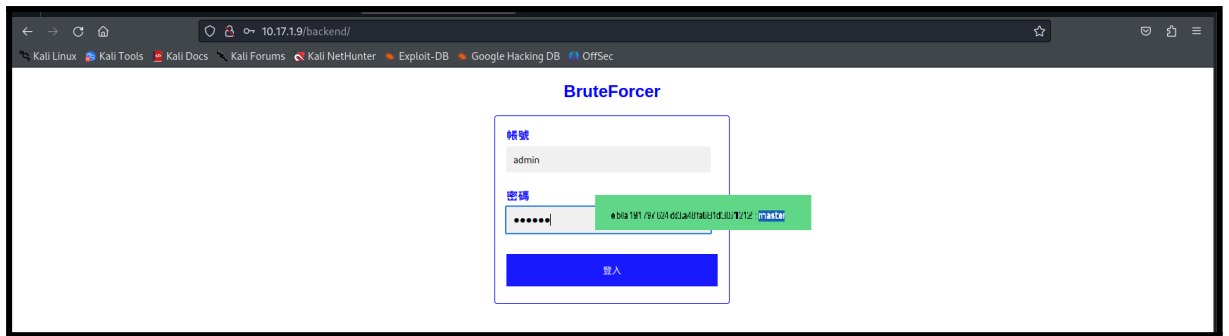 10.17.1.9/backend/
Kali Linux Kali Tools Kali Docs Kali Forums Kali NetHunter Exploit-DB Google Hacking DB OffSec
BruteForcer
帳號
admin
密碼
master
登入